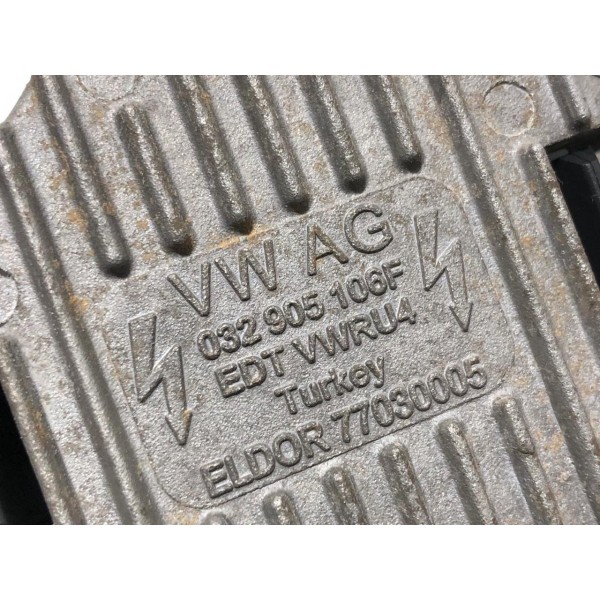 VW AG
032 905 106F
EDT VWRU4
Turkey
ELDOR 77030005